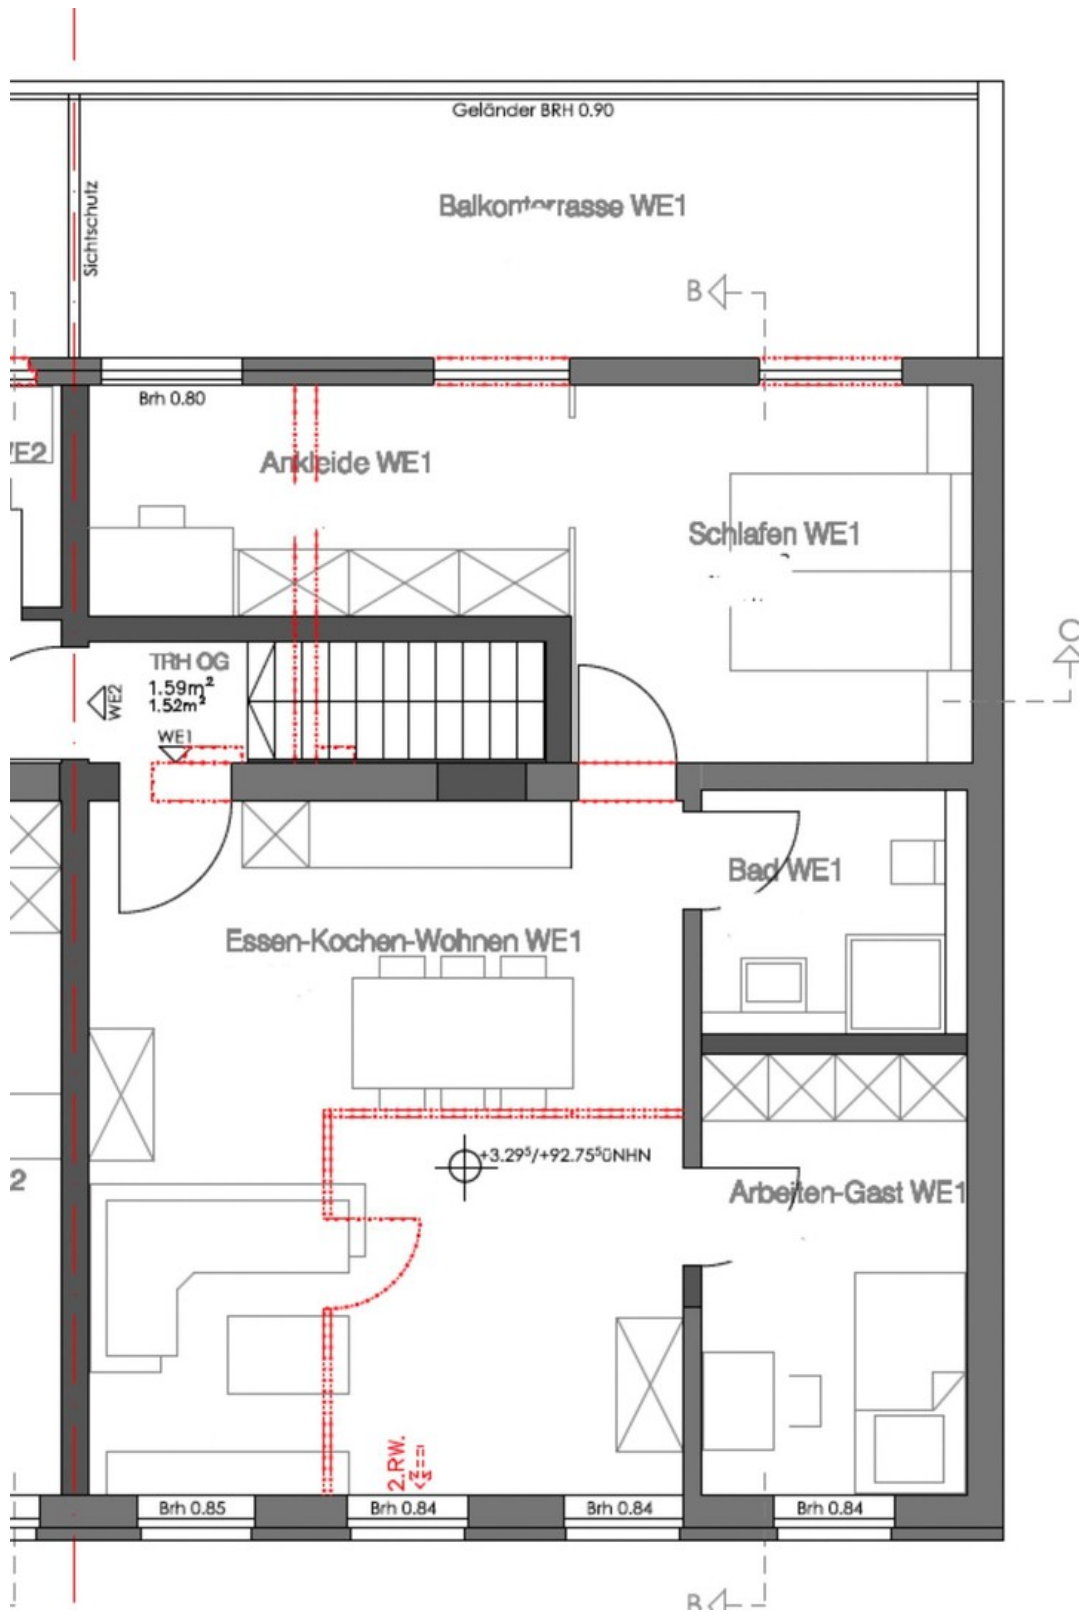 Geländer BRH 0.90
Sichtschutz
Balkonterrasse WE1
B
Brh 0.80
WE2
Ankleide WE1
Schlafen WE1
TRH OG
1.59m²
1.52m²
WE2
WE1
Bad WE1
Essen-Kochen-Wohnen WE1
+3.29⁵/+92.75⁵üNHN
2
Arbeiten-Gast WE1
2.RW.
Brh 0.85
Brh 0.84
Brh 0.84
Brh 0.84
B